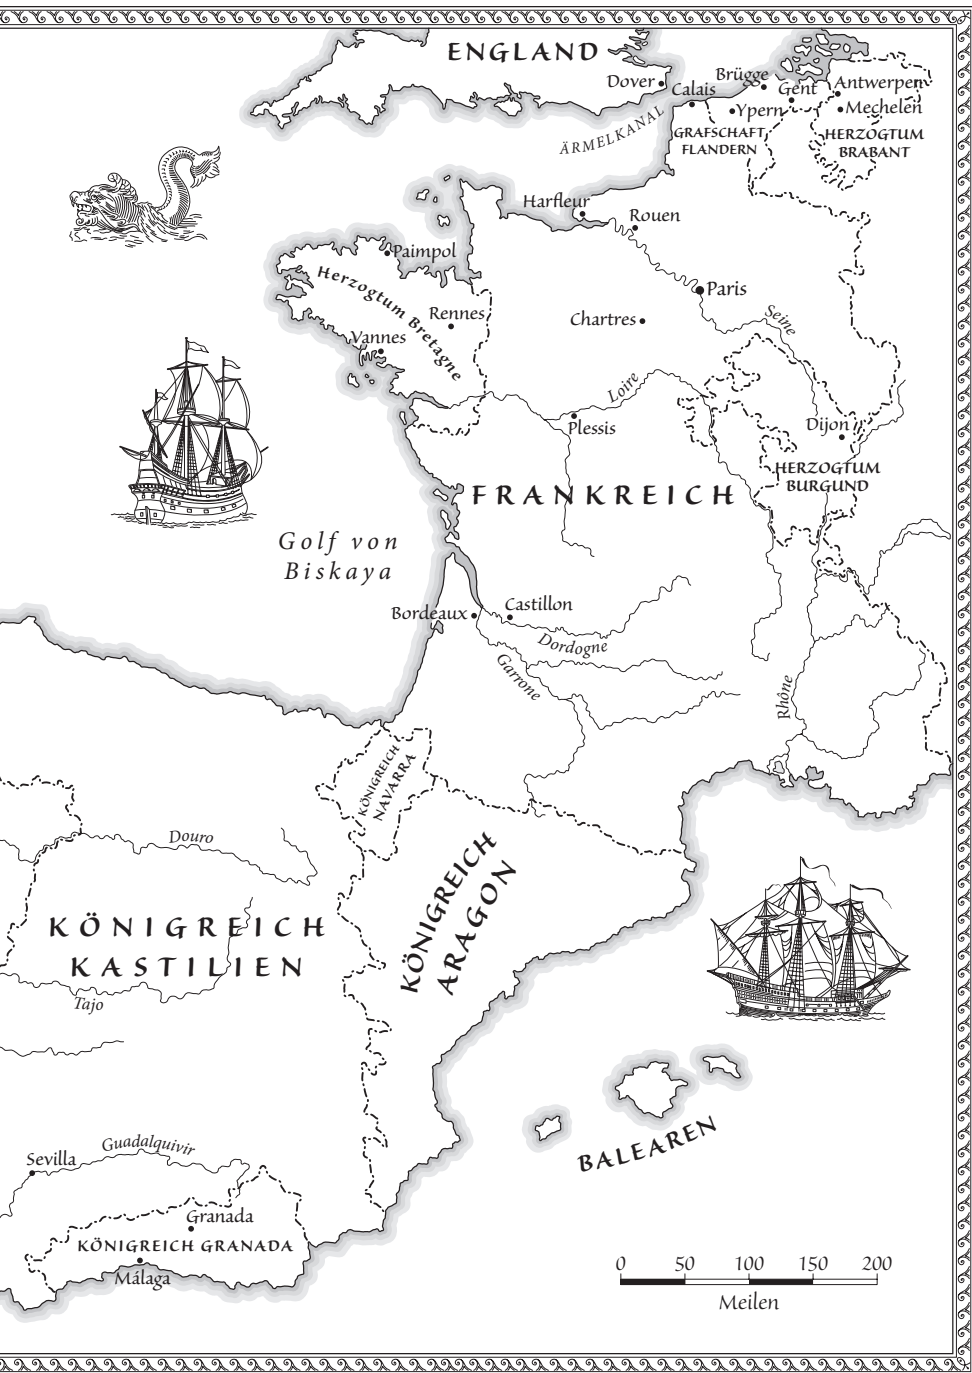 ENGLAND
Dover
Calais
Brügge
Gent
Antwerpen
Ypern
Mechelen
ÄRMELKANAL
GRAFSCHAFT
FLANDERN
HERZOGTUM
BRABANT
Harfleur
Rouen
Paimpol
Herzogtum Bretagne
Paris
Rennes
Chartres
Seine
Vannes
Loire
Plessis
Dijon
HERZOGTUM
BURGUND
FRANKREICH
Golf von
Biskaya
Bordeaux
Castillon
Dordogne
Garrone
Rhône
KÖNIGREICH
NAVARRA
Douro
KÖNIGREICH
ARAGON
KÖNIGREICH
KASTILIEN
Tajo
BALEAREN
Guadalquivir
Sevilla
Granada
KÖNIGREICH GRANADA
Málaga
0 50 100 150 200
Meilen